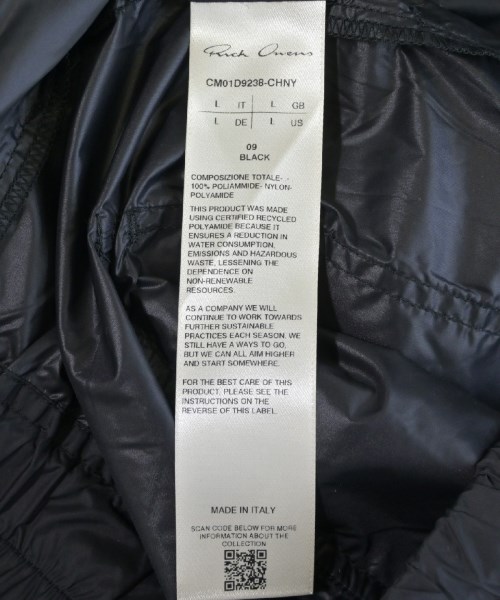 Rick Owens
CM01D9238-CHNY
L IT L GB
L DE L US
09
BLACK
COMPOSIZIONE TOTALE- -
100% POLIAMMIDE- NYLON-
POLYAMIDE
THIS PRODUCT WAS MADE
USING CERTIFIED RECYCLED
POLYAMIDE BECAUSE IT
ENSURES A REDUCTION IN
WATER CONSUMPTION,
EMISSIONS AND HAZARDOUS
WASTE, LESSENING THE
DEPENDENCE ON
NON-RENEWABLE
RESOURCES.
AS A COMPANY WE WILL
CONTINUE TO WORK TOWARDS
FURTHER SUSTAINABLE
PRACTICES EACH SEASON. WE
STILL HAVE A WAYS TO GO,
BUT WE CAN ALL AIM HIGHER
AND START SOMEWHERE.
FOR THE BEST CARE OF THIS
PRODUCT, PLEASE SEE THE
INSTRUCTIONS ON THE
REVERSE OF THIS LABEL.
MADE IN ITALY
SCAN CODE BELOW FOR MORE
INFORMATION ABOUT THE
COLLECTION